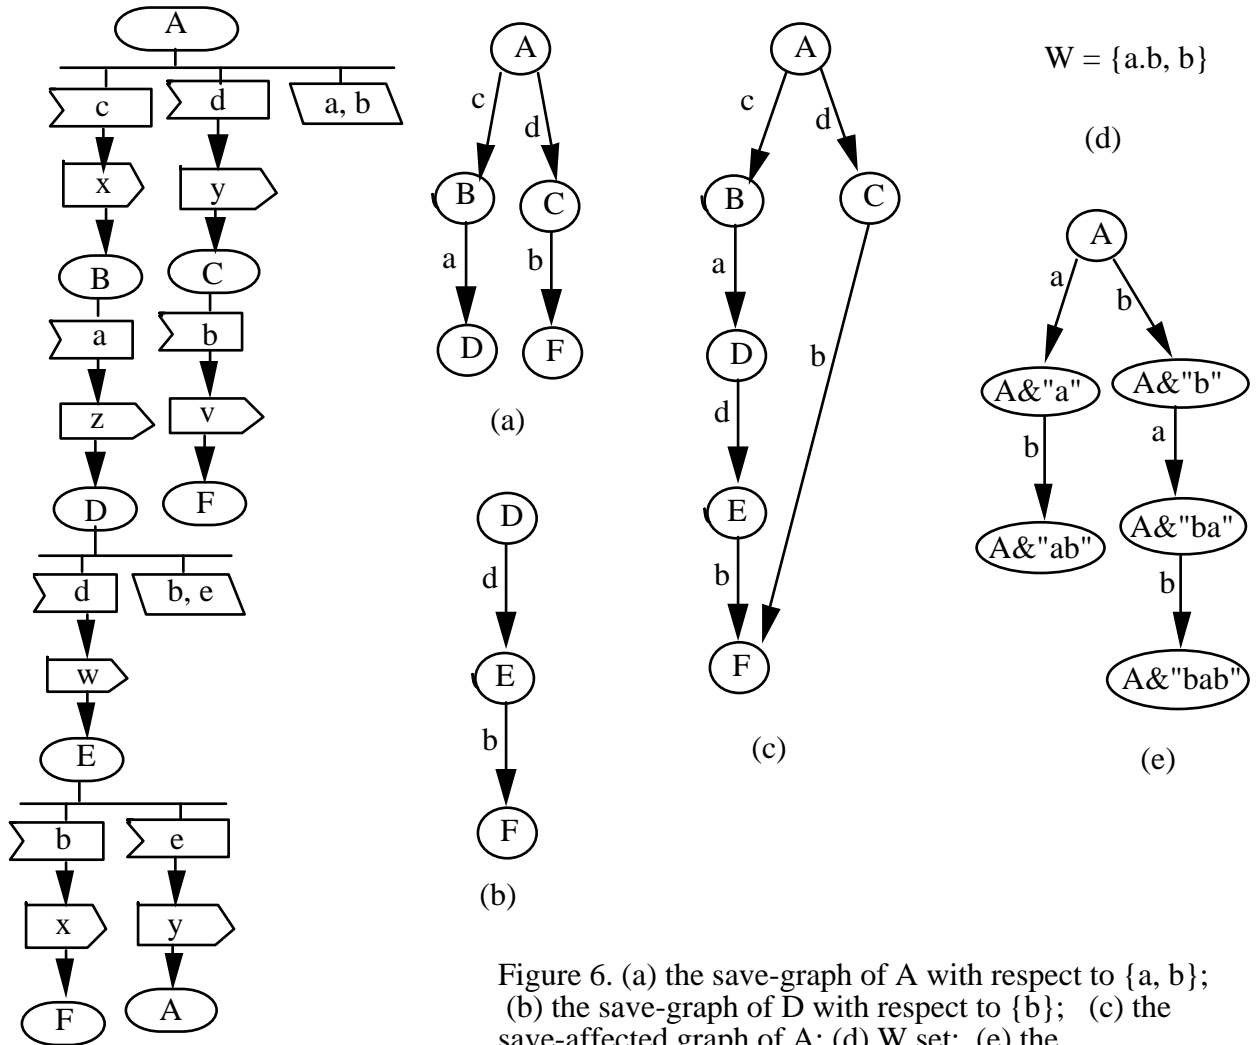 A
c
d
a, b
x
y
B
C
a
b
z
v
D
F
d
b, e
w
E
b
e
x
y
F
A
A
c
d
B
C
a
b
D
F
(a)
D
d
E
b
F
(b)
A
c
d
B
C
a
D
b
d
E
b
F
(c)
W = {a.b, b}
(d)
A
a
b
A&"a"
A&"b"
b
a
A&"ab"
A&"ba"
b
A&"bab"
(e)
Figure 6. (a) the save-graph of A with respect to {a, b};
(b) the save-graph of D with respect to {b}; (c) the
save-affected graph of A; (d) W set; (e) the